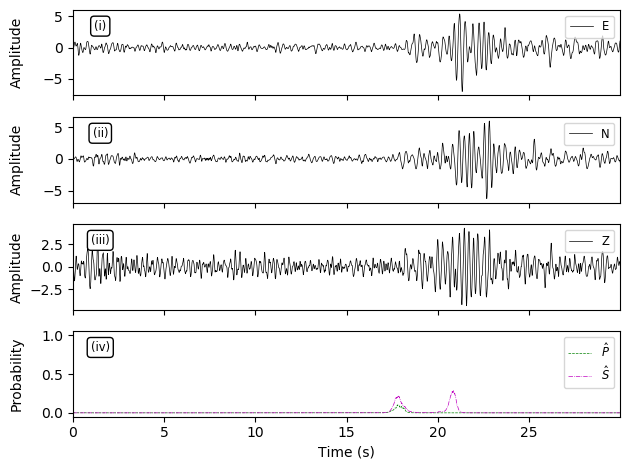 (i)
E
Amplitude
5
0
−5
(ii)
N
Amplitude
5
0
−5
(iii)
Z
Amplitude
2.5
0.0
−2.5
(iv)
P̂
Ŝ
Probability
1.0
0.5
0.0
0 5 10 15 20 25
Time (s)